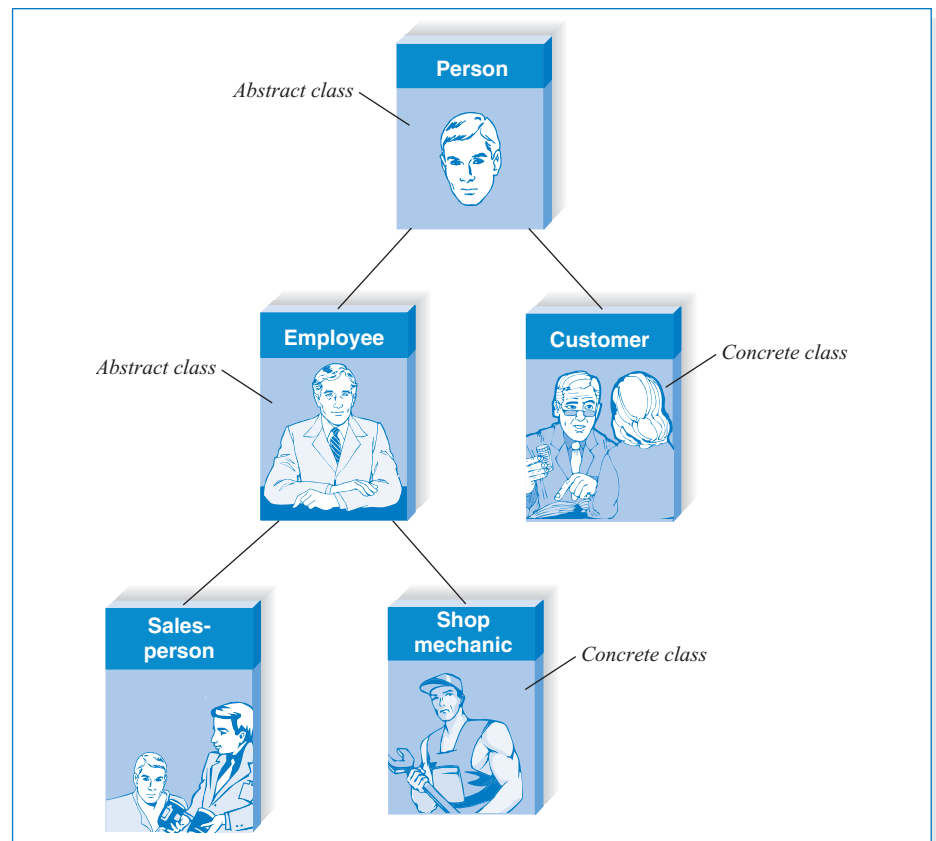 Person
Abstract class
Employee
Customer
Abstract class
Concrete class
Sales-
person
Shop
mechanic
Concrete class